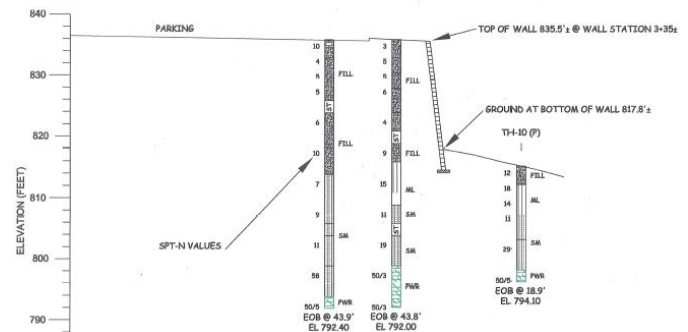 840
830
820
810
800
790
ELEVATION (FEET)
PARKING
TOP OF WALL 835.5'± @ WALL STATION 3+35±
GROUND AT BOTTOM OF WALL 817.8'±
TH-10 (P)
SPT-N VALUES
10
4
5
5
ST
6
10
7
9
11
58
50/5
FILL
FILL
SM
PWR
EOB @ 43.9'
EL 792.40
3
5
5
6
4
ST
9
15
11
ST
19
50/3
50/3
FILL
FILL
ML
SM
PWR
EOB @ 43.8'
EL 792.00
12
18
14
11
29
50/5
FILL
ML
SM
PWR
EOB @ 18.9'
EL 794.10